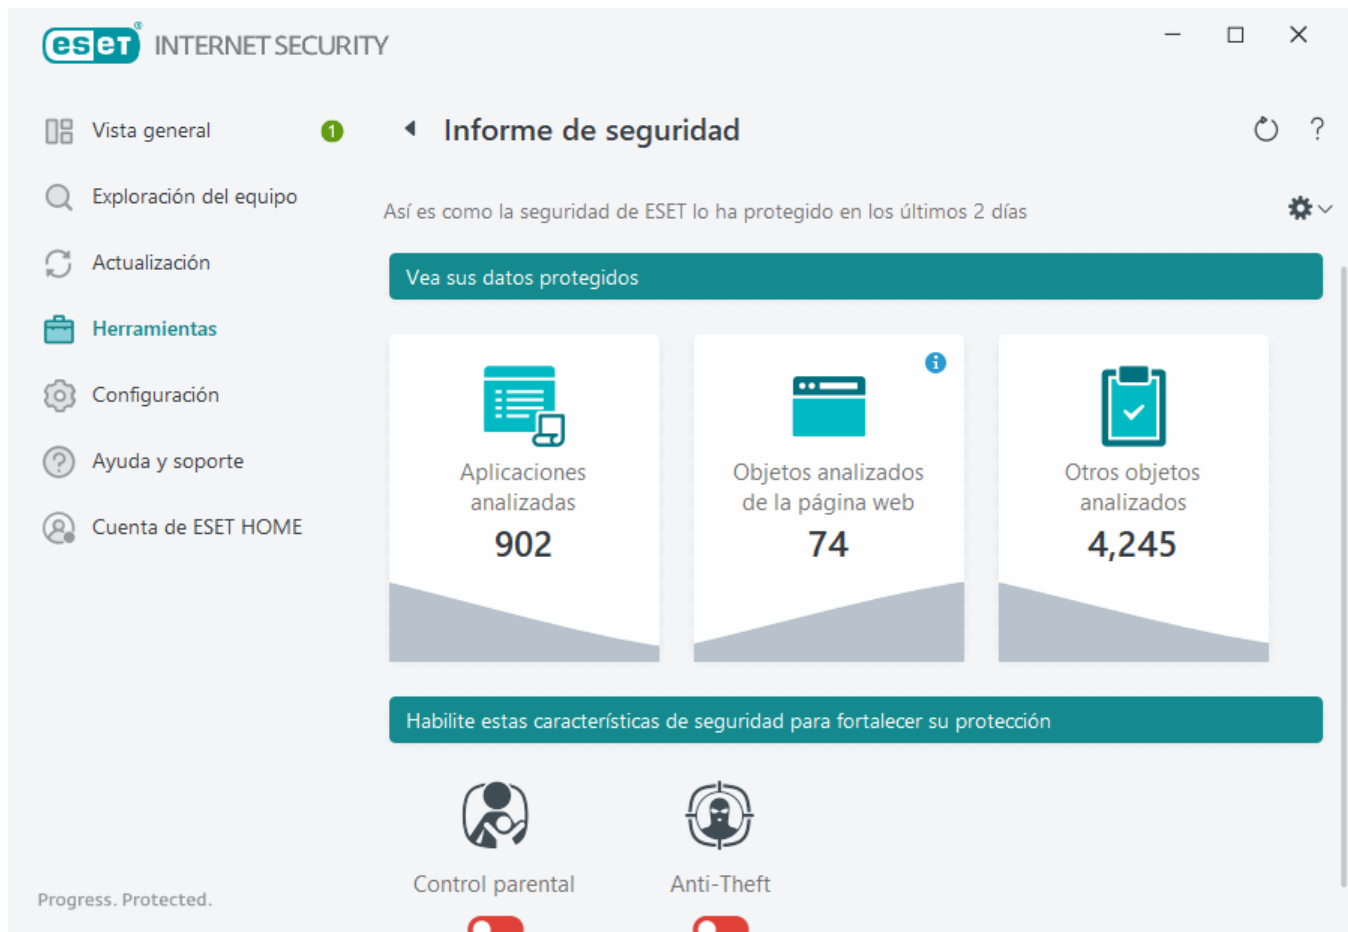 eset® INTERNET SECURITY
Vista general 1
Exploración del equipo
Actualización
Herramientas
Configuración
Ayuda y soporte
Cuenta de ESET HOME
Progress. Protected.
Informe de seguridad
?
Así es como la seguridad de ESET lo ha protegido en los últimos 2 días
Vea sus datos protegidos
Aplicaciones
analizadas
902
Objetos analizados
de la página web
74
Otros objetos
analizados
4,245
Habilite estas características de seguridad para fortalecer su protección
Control parental
Anti-Theft